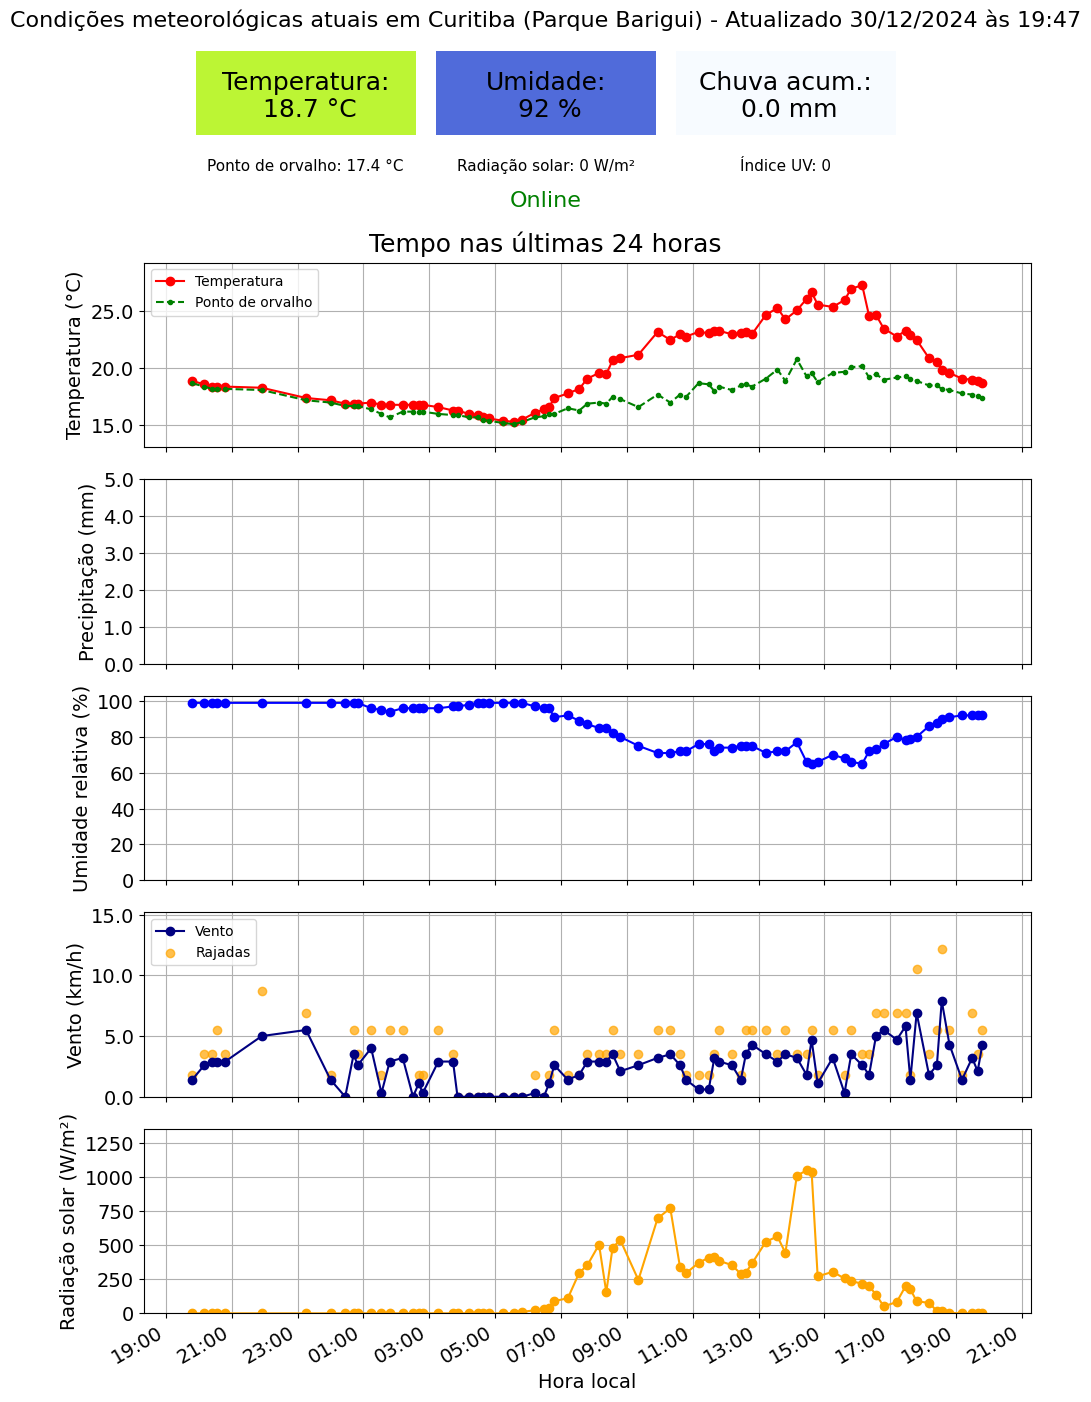 Condições meteorológicas atuais em Curitiba (Parque Barigui) - Atualizado 30/12/2024 às 19:47
Temperatura:
18.7 °C
Umidade:
92 %
Chuva acum.:
0.0 mm
Ponto de orvalho: 17.4 °C
Radiação solar: 0 W/m²
Índice UV: 0
Online
Tempo nas últimas 24 horas
Temperatura (°C)
25.0
20.0
15.0
Temperatura
Ponto de orvalho
Precipitação (mm)
5.0
4.0
3.0
2.0
1.0
0.0
Umidade relativa (%)
100
80
60
40
20
0
Vento (km/h)
15.0
10.0
5.0
0.0
Vento
Rajadas
Radiação solar (W/m²)
1250
1000
750
500
250
0
19:00
21:00
23:00
01:00
03:00
05:00
07:00
09:00
11:00
13:00
15:00
17:00
19:00
21:00
Hora local